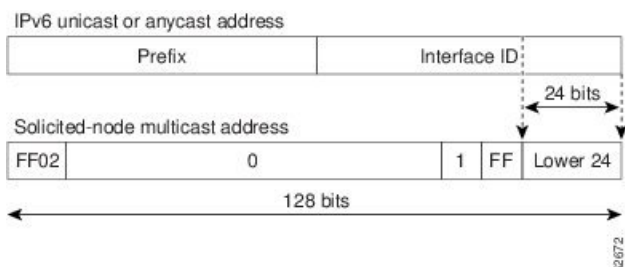 IPv6 unicast or anycast address
Prefix Interface ID
24 bits
Solicited-node multicast address
FF02 0 1 FF Lower 24
128 bits